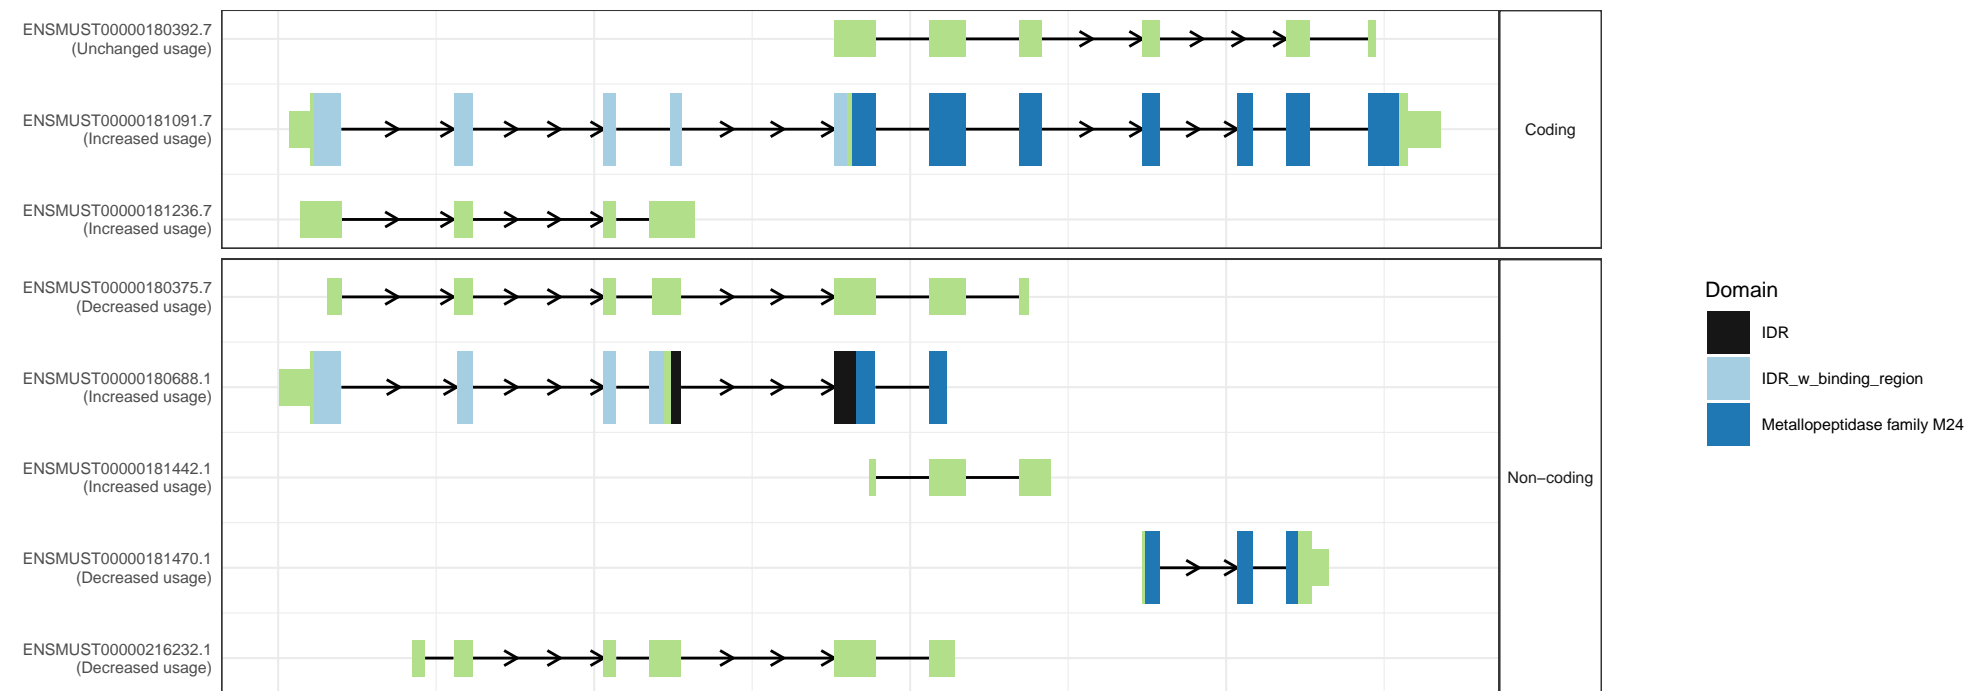 ENSMUST00000180392.7
(Unchanged usage)
ENSMUST00000181091.7
(Increased usage)
ENSMUST00000181236.7
(Increased usage)
Coding
ENSMUST00000180375.7
(Decreased usage)
ENSMUST00000180688.1
(Increased usage)
ENSMUST00000181442.1
(Increased usage)
ENSMUST00000181470.1
(Decreased usage)
ENSMUST00000216232.1
(Decreased usage)
Non−coding
Domain
IDR
IDR_w_binding_region
Metallopeptidase family M24